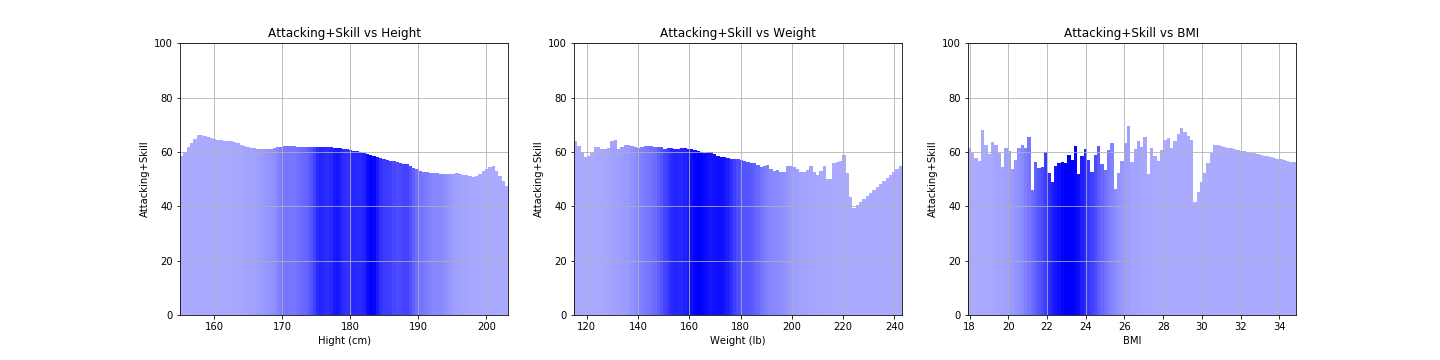 Attacking+Skill vs Height
100
80
60
40
20
0
Attacking+Skill
160 170 180 190 200
Hight (cm)
Attacking+Skill vs Weight
100
80
60
40
20
0
Attacking+Skill
120 140 160 180 200 220 240
Weight (lb)
Attacking+Skill vs BMI
100
80
60
40
20
0
Attacking+Skill
18 20 22 24 26 28 30 32 34
BMI